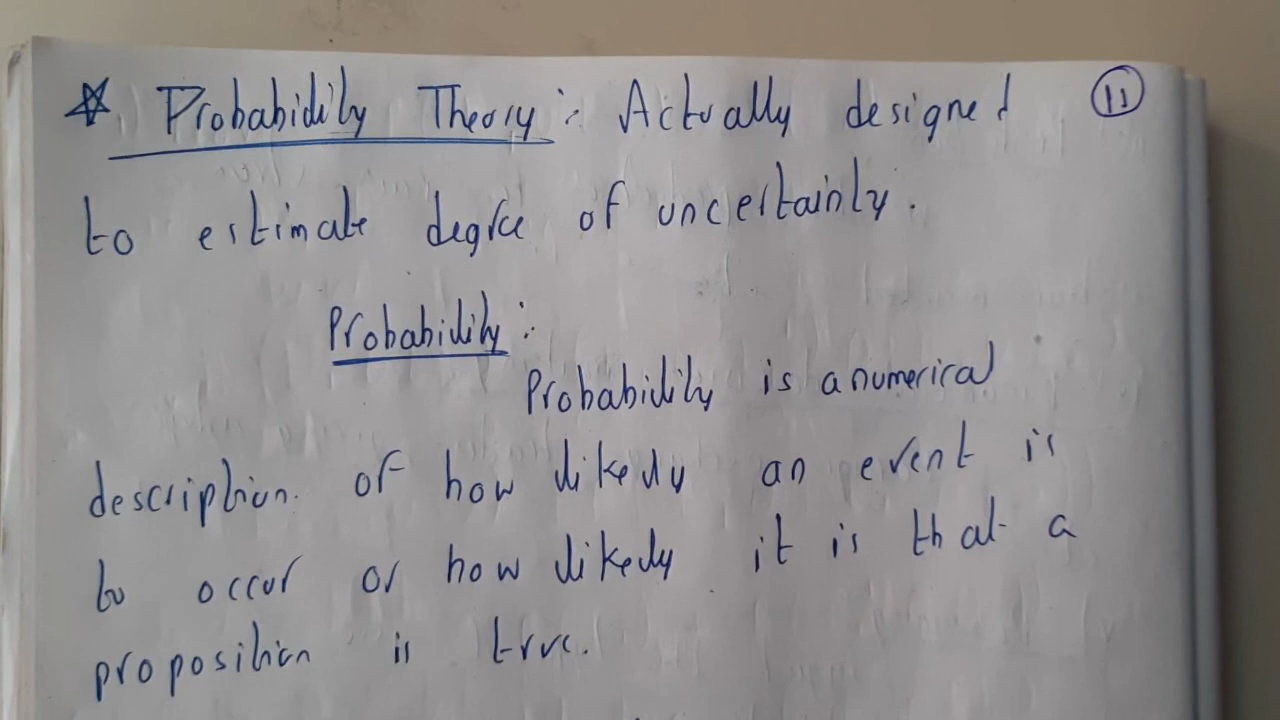 ☆ Probability Theory : Actually designed 11
to estimate degree of uncertainty.
Probability :
Probability is a numerical
description of how likely an event is
to occur or how likely it is that a
proposition is true.